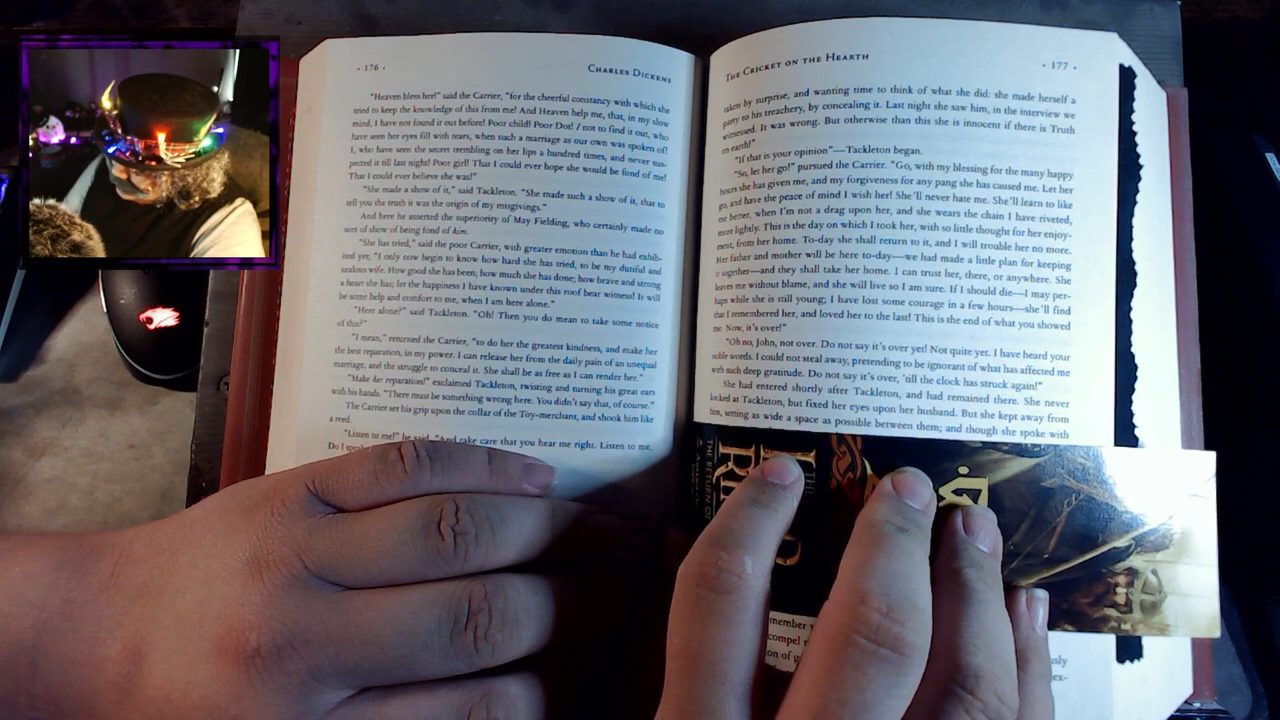 · 176 ·
CHARLES DICKENS
"Heaven bless her!" said the Carrier, "for the cheerful constancy with which she
tried to keep the knowledge of this from me! And Heaven help me, that, in my slow
mind, I have not found it out before! Poor child! Poor Dot! I not to find it out, who
have seen her eyes fill with tears, when such a marriage as our own was spoken of!
I, who have seen the secret trembling on her lips a hundred times, and never sus-
pected it till last night! Poor girl! That I could ever hope she would be fond of me!
That I could ever believe she was!"
"She made a show of it," said Tackleton. "She made such a show of it, that to
tell you the truth it was the origin of my misgivings."
And here he asserted the superiority of May Fielding, who certainly made no
sort of show of being fond of him.
"She has tried," said the poor Carrier, with greater emotion than he had exhib-
ited yet; "I only now begin to know how hard she has tried, to be my dutiful and
zealous wife. How good she has been; how much she has done; how brave and strong
a heart she has; let the happiness I have known under this roof bear witness! It will
be some help and comfort to me, when I am here alone."
"Here alone?" said Tackleton. "Oh! Then you do mean to take some notice
of this?"
"I mean," returned the Carrier, "to do her the greatest kindness, and make her
the best reparation, in my power. I can release her from the daily pain of an unequal
marriage, and the struggle to conceal it. She shall be as free as I can render her."
"Make her reparation!" exclaimed Tackleton, twisting and turning his great ears
with his hands. "There must be something wrong here. You didn't say that, of course."
The Carrier set his grip upon the collar of the Toy-merchant, and shook him like
a reed.
"Listen to me!" he said. "And take care that you hear me right. Listen to me.
Do I
THE CRICKET ON THE HEARTH
· 177 ·
taken by surprise, and wanting time to think of what she did: she made herself a
party to his treachery, by concealing it. Last night she saw him, in the interview we
witnessed. It was wrong. But otherwise than this she is innocent if there is Truth
on earth!"
"If that is your opinion"—Tackleton began.
"So, let her go!" pursued the Carrier. "Go, with my blessing for the many happy
hours she has given me, and my forgiveness for any pang she has caused me. Let her
go, and have the peace of mind I wish her! She'll never hate me. She'll learn to like
me better, when I'm not a drag upon her, and she wears the chain I have riveted,
more lightly. This is the day on which I took her, with so little thought for her enjoy-
ment, from her home. To-day she shall return to it, and I will trouble her no more.
Her father and mother will be here to-day—we had made a little plan for keeping
it together—and they shall take her home. I can trust her, there, or anywhere. She
leaves me without blame, and she will live so I am sure. If I should die—I may per-
haps while she is still young; I have lost some courage in a few hours—she'll find
that I remembered her, and loved her to the last! This is the end of what you showed
me. Now, it's over!"
"Oh no, John, not over. Do not say it's over yet! Not quite yet. I have heard your
noble words. I could not steal away, pretending to be ignorant of what has affected me
with such deep gratitude. Do not say it's over, 'till the clock has struck again!"
She had entered shortly after Tackleton, and had remained there. She never
looked at Tackleton, but fixed her eyes upon her husband. But she kept away from
him, setting as wide a space as possible between them; and though she spoke with
THE
THE RETURN OF
member
compel
on of